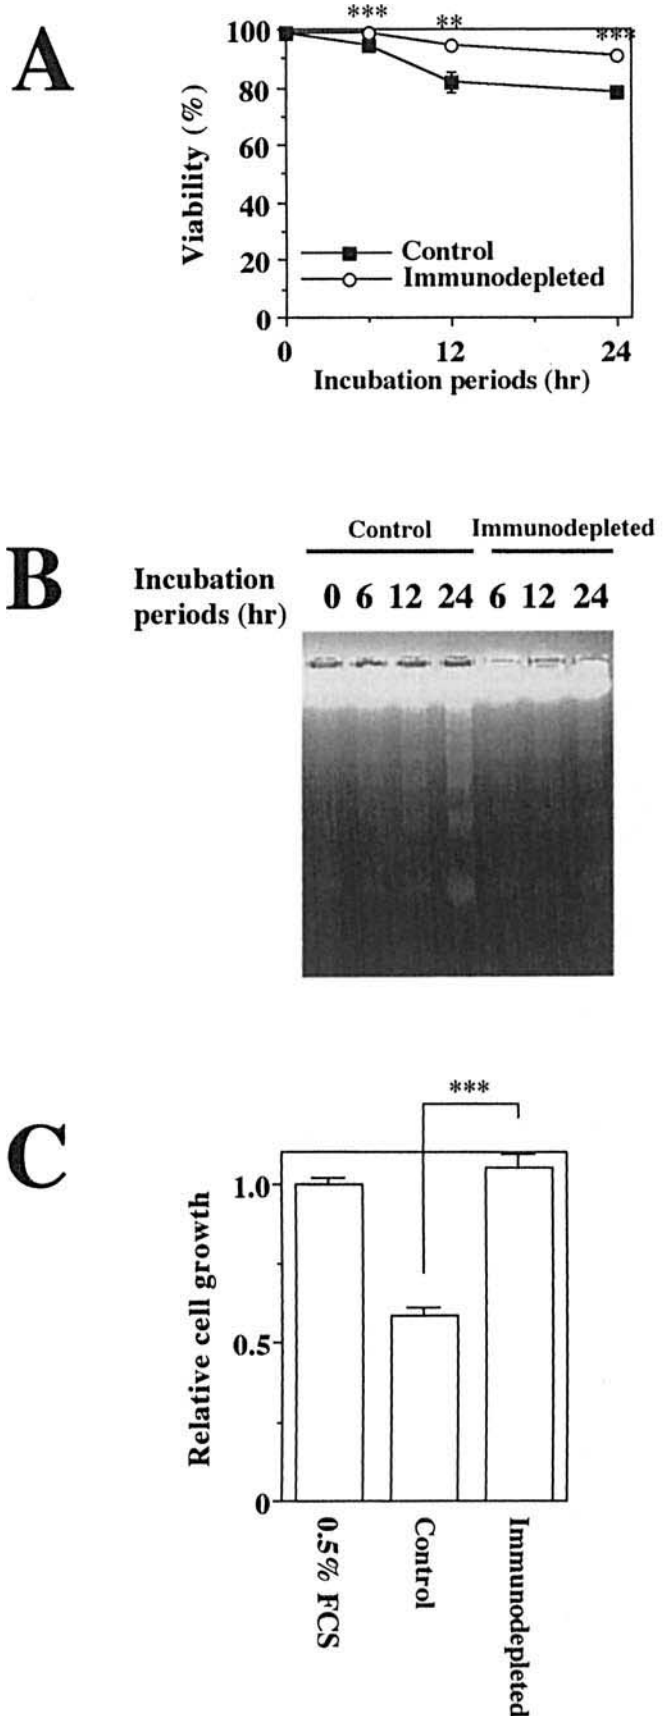 A
***
**
***
100
80
60
40
20
0
Viability (%)
Control
Immunodepleted
0
12
24
Incubation periods (hr)
B
Control
Immunodepleted
Incubation
periods (hr)
0 6 12 24 6 12 24
C
***
1.0
0.5
0
Relative cell growth
0.5% FCS
Control
Immunodepleted